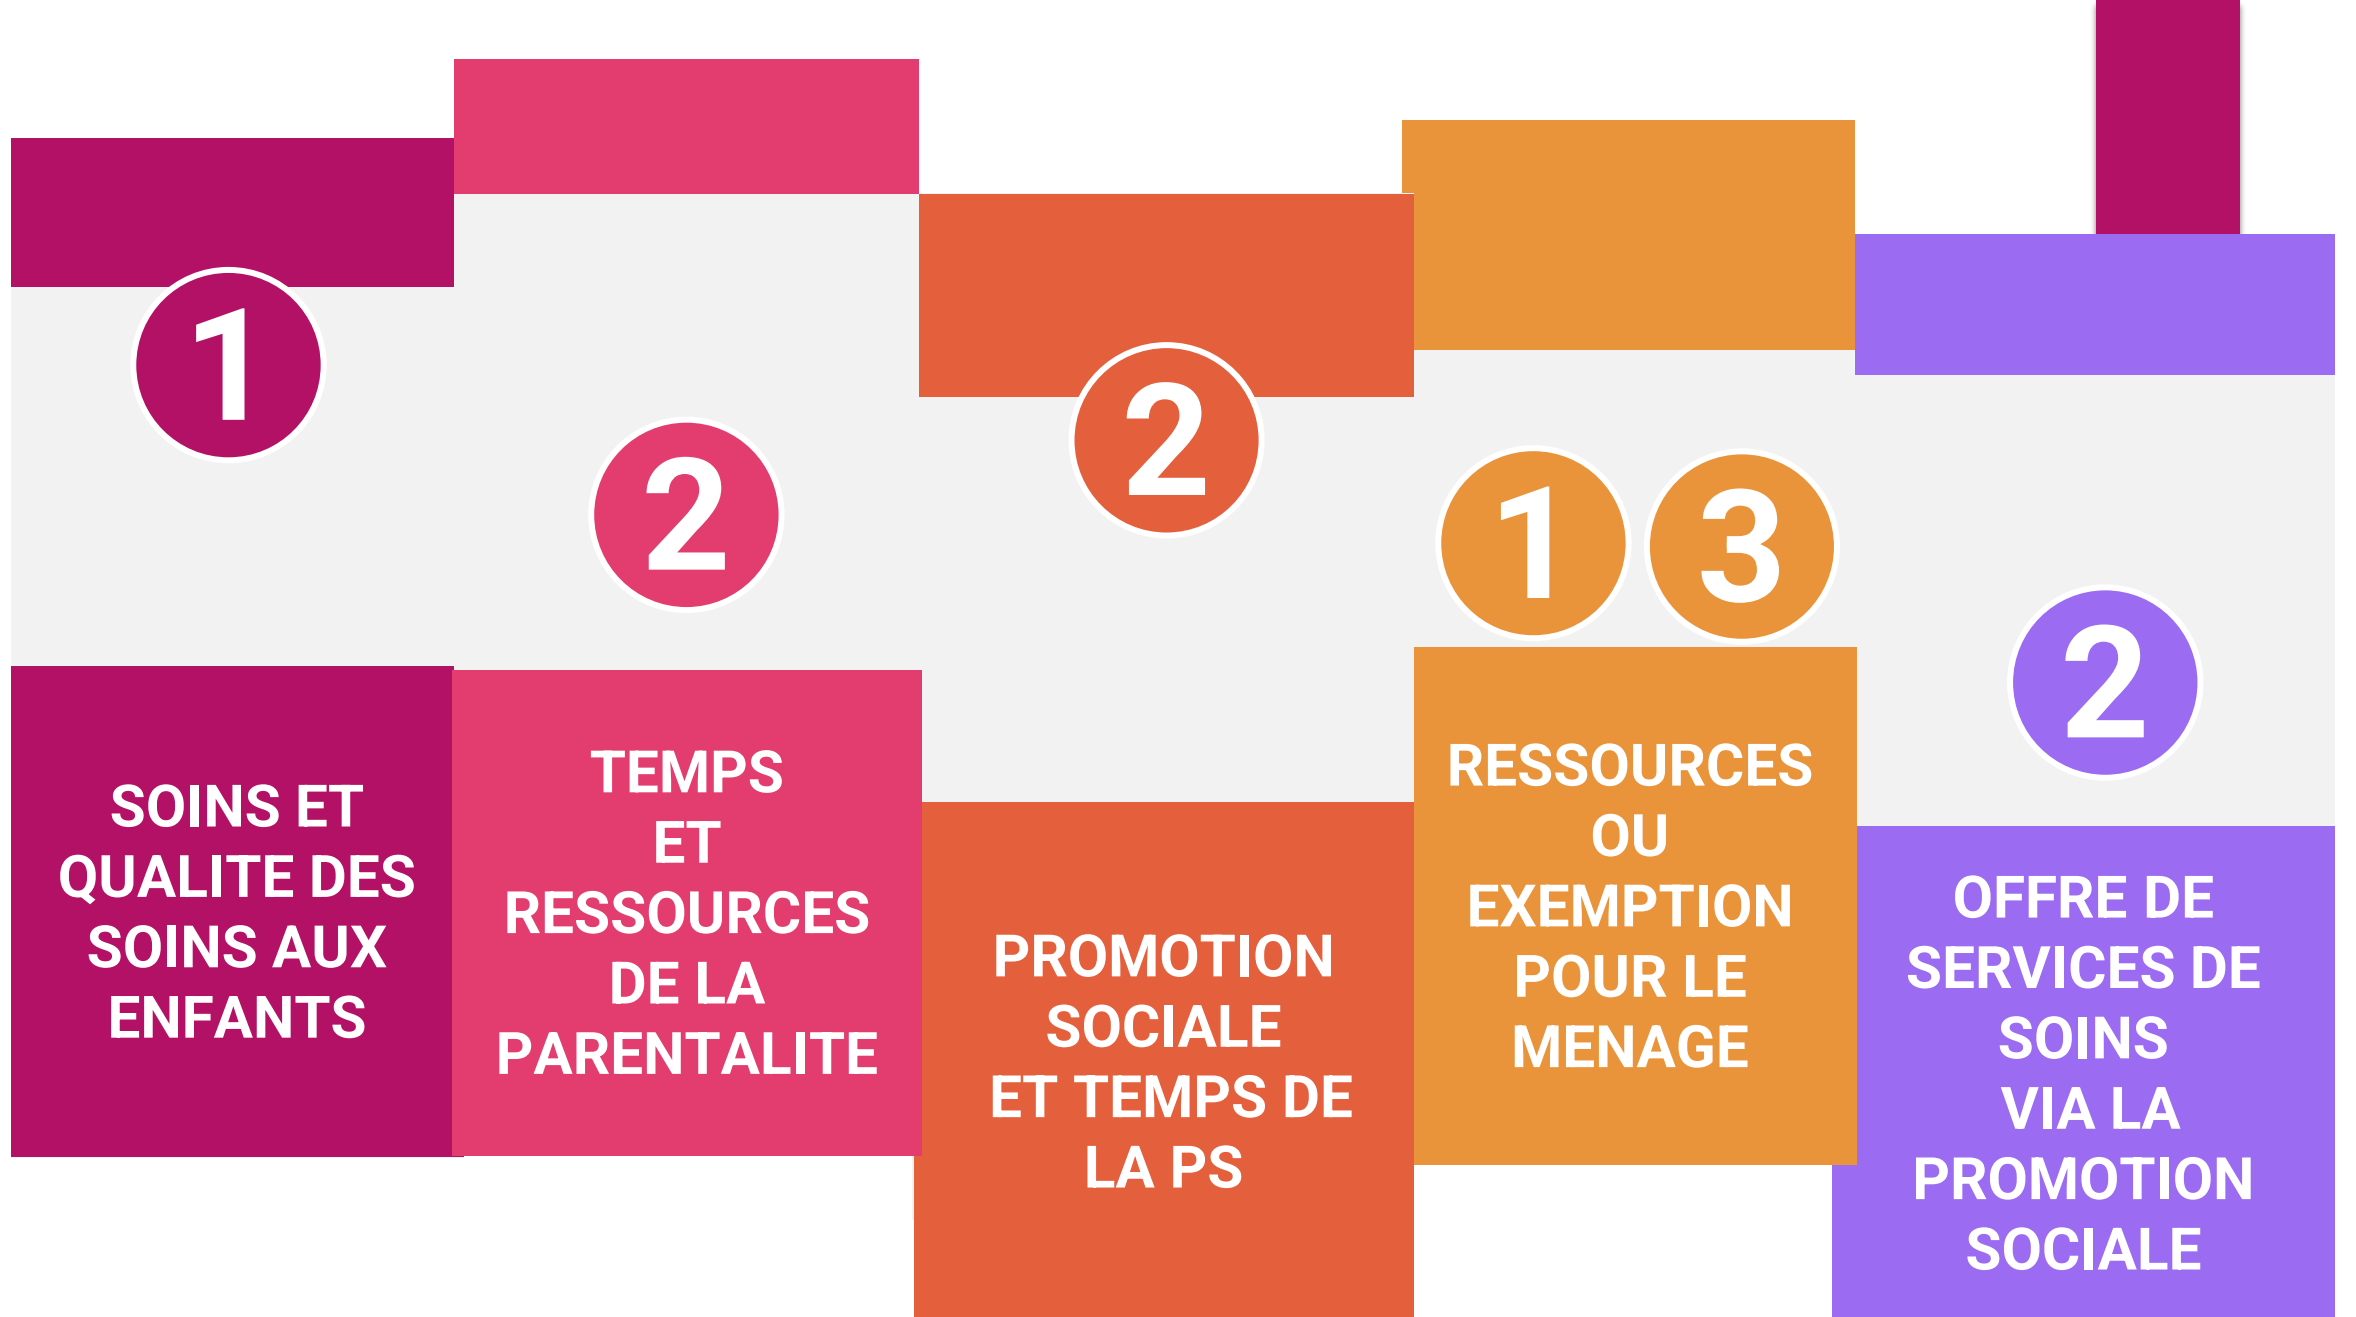 1
SOINS ET
QUALITE DES
SOINS AUX
ENFANTS
2
TEMPS
ET
RESSOURCES
DE LA
PARENTALITE
2
PROMOTION
SOCIALE
ET TEMPS DE
LA PS
1 3
RESSOURCES
OU
EXEMPTION
POUR LE
MENAGE
2
OFFRE DE
SERVICES DE
SOINS
VIA LA
PROMOTION
SOCIALE